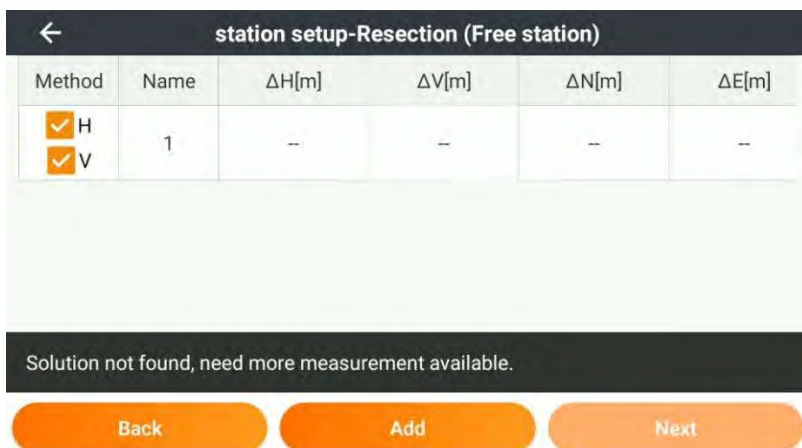 station setup-Resection (Free station)
Method Name ΔH[m] ΔV[m] ΔN[m] ΔE[m]
H
1 -- -- -- --
V
Solution not found, need more measurement available.
Back Add Next